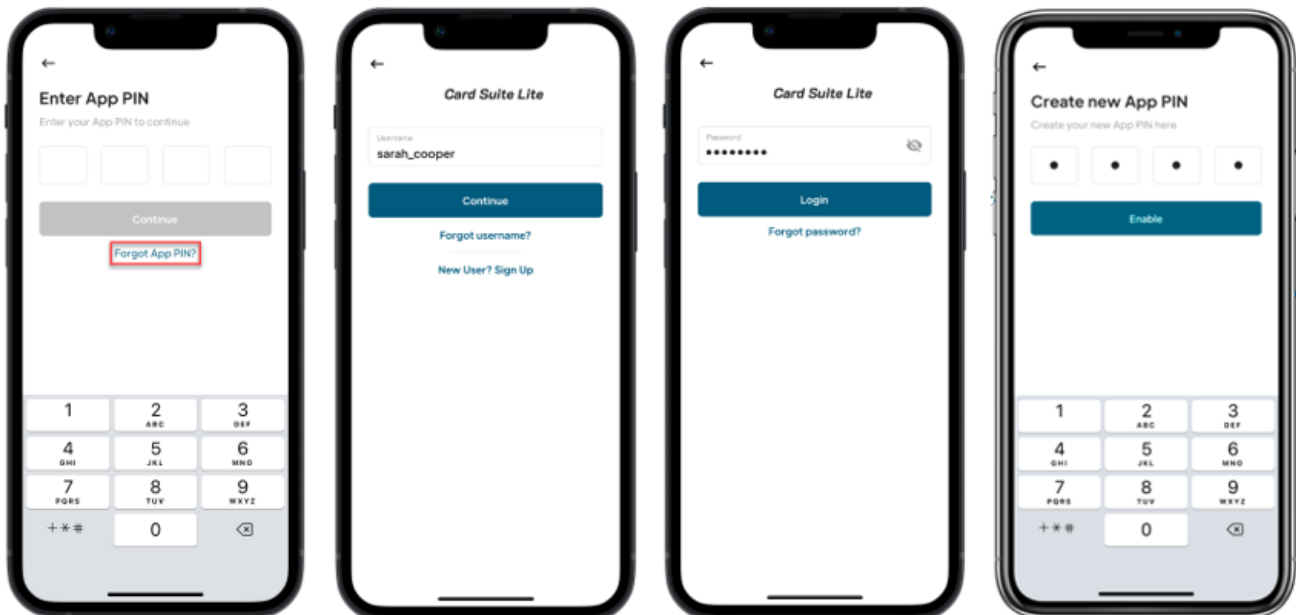 Enter App PIN
Enter your App PIN to continue
Continue
Forgot App PIN?
1
2
ABC
3
DEF
4
GHI
5
JKL
6
MNO
7
PQRS
8
TUV
9
WXYZ
+*#
0
Card Suite Lite
Username
sarah_cooper
Continue
Forgot username?
New User? Sign Up
Card Suite Lite
Password
Login
Forgot password?
Create new App PIN
Create your new App PIN here
Enable
1
2
ABC
3
DEF
4
GHI
5
JKL
6
MNO
7
PQRS
8
TUV
9
WXYZ
+*#
0